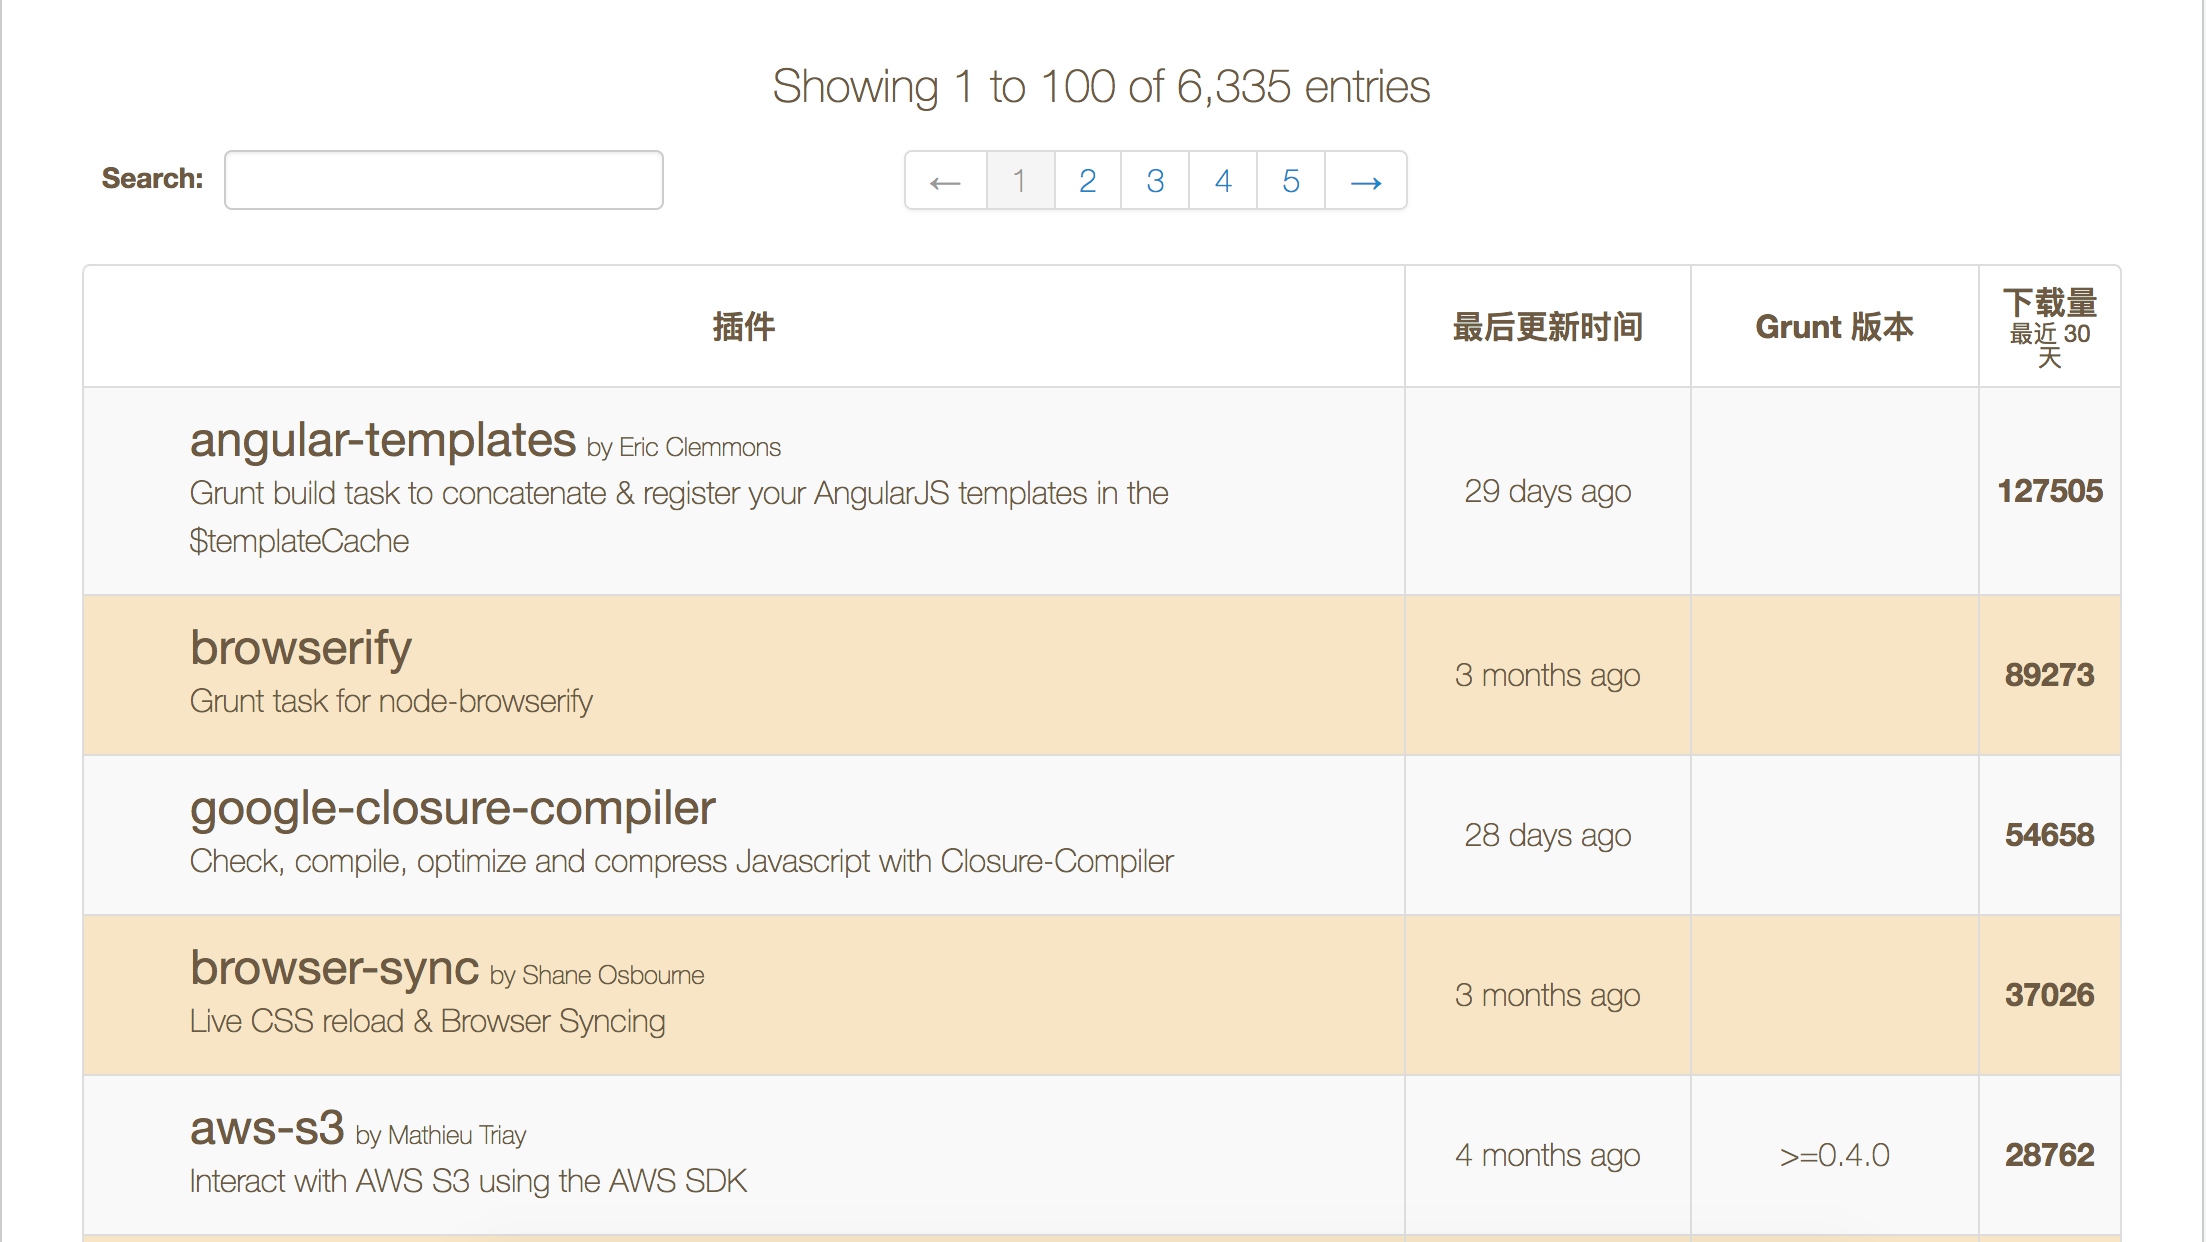 Showing 1 to 100 of 6,335 entries
Search:
← 1 2 3 4 5 →
插件 最后更新时间 Grunt 版本 下载量
最近 30
天
angular-templates by Eric Clemmons
Grunt build task to concatenate & register your AngularJS templates in the
$templateCache
29 days ago
127505
browserify
Grunt task for node-browserify
3 months ago
89273
google-closure-compiler
Check, compile, optimize and compress Javascript with Closure-Compiler
28 days ago
54658
browser-sync by Shane Osbourne
Live CSS reload & Browser Syncing
3 months ago
37026
aws-s3 by Mathieu Triay
Interact with AWS S3 using the AWS SDK
4 months ago
>=0.4.0
28762